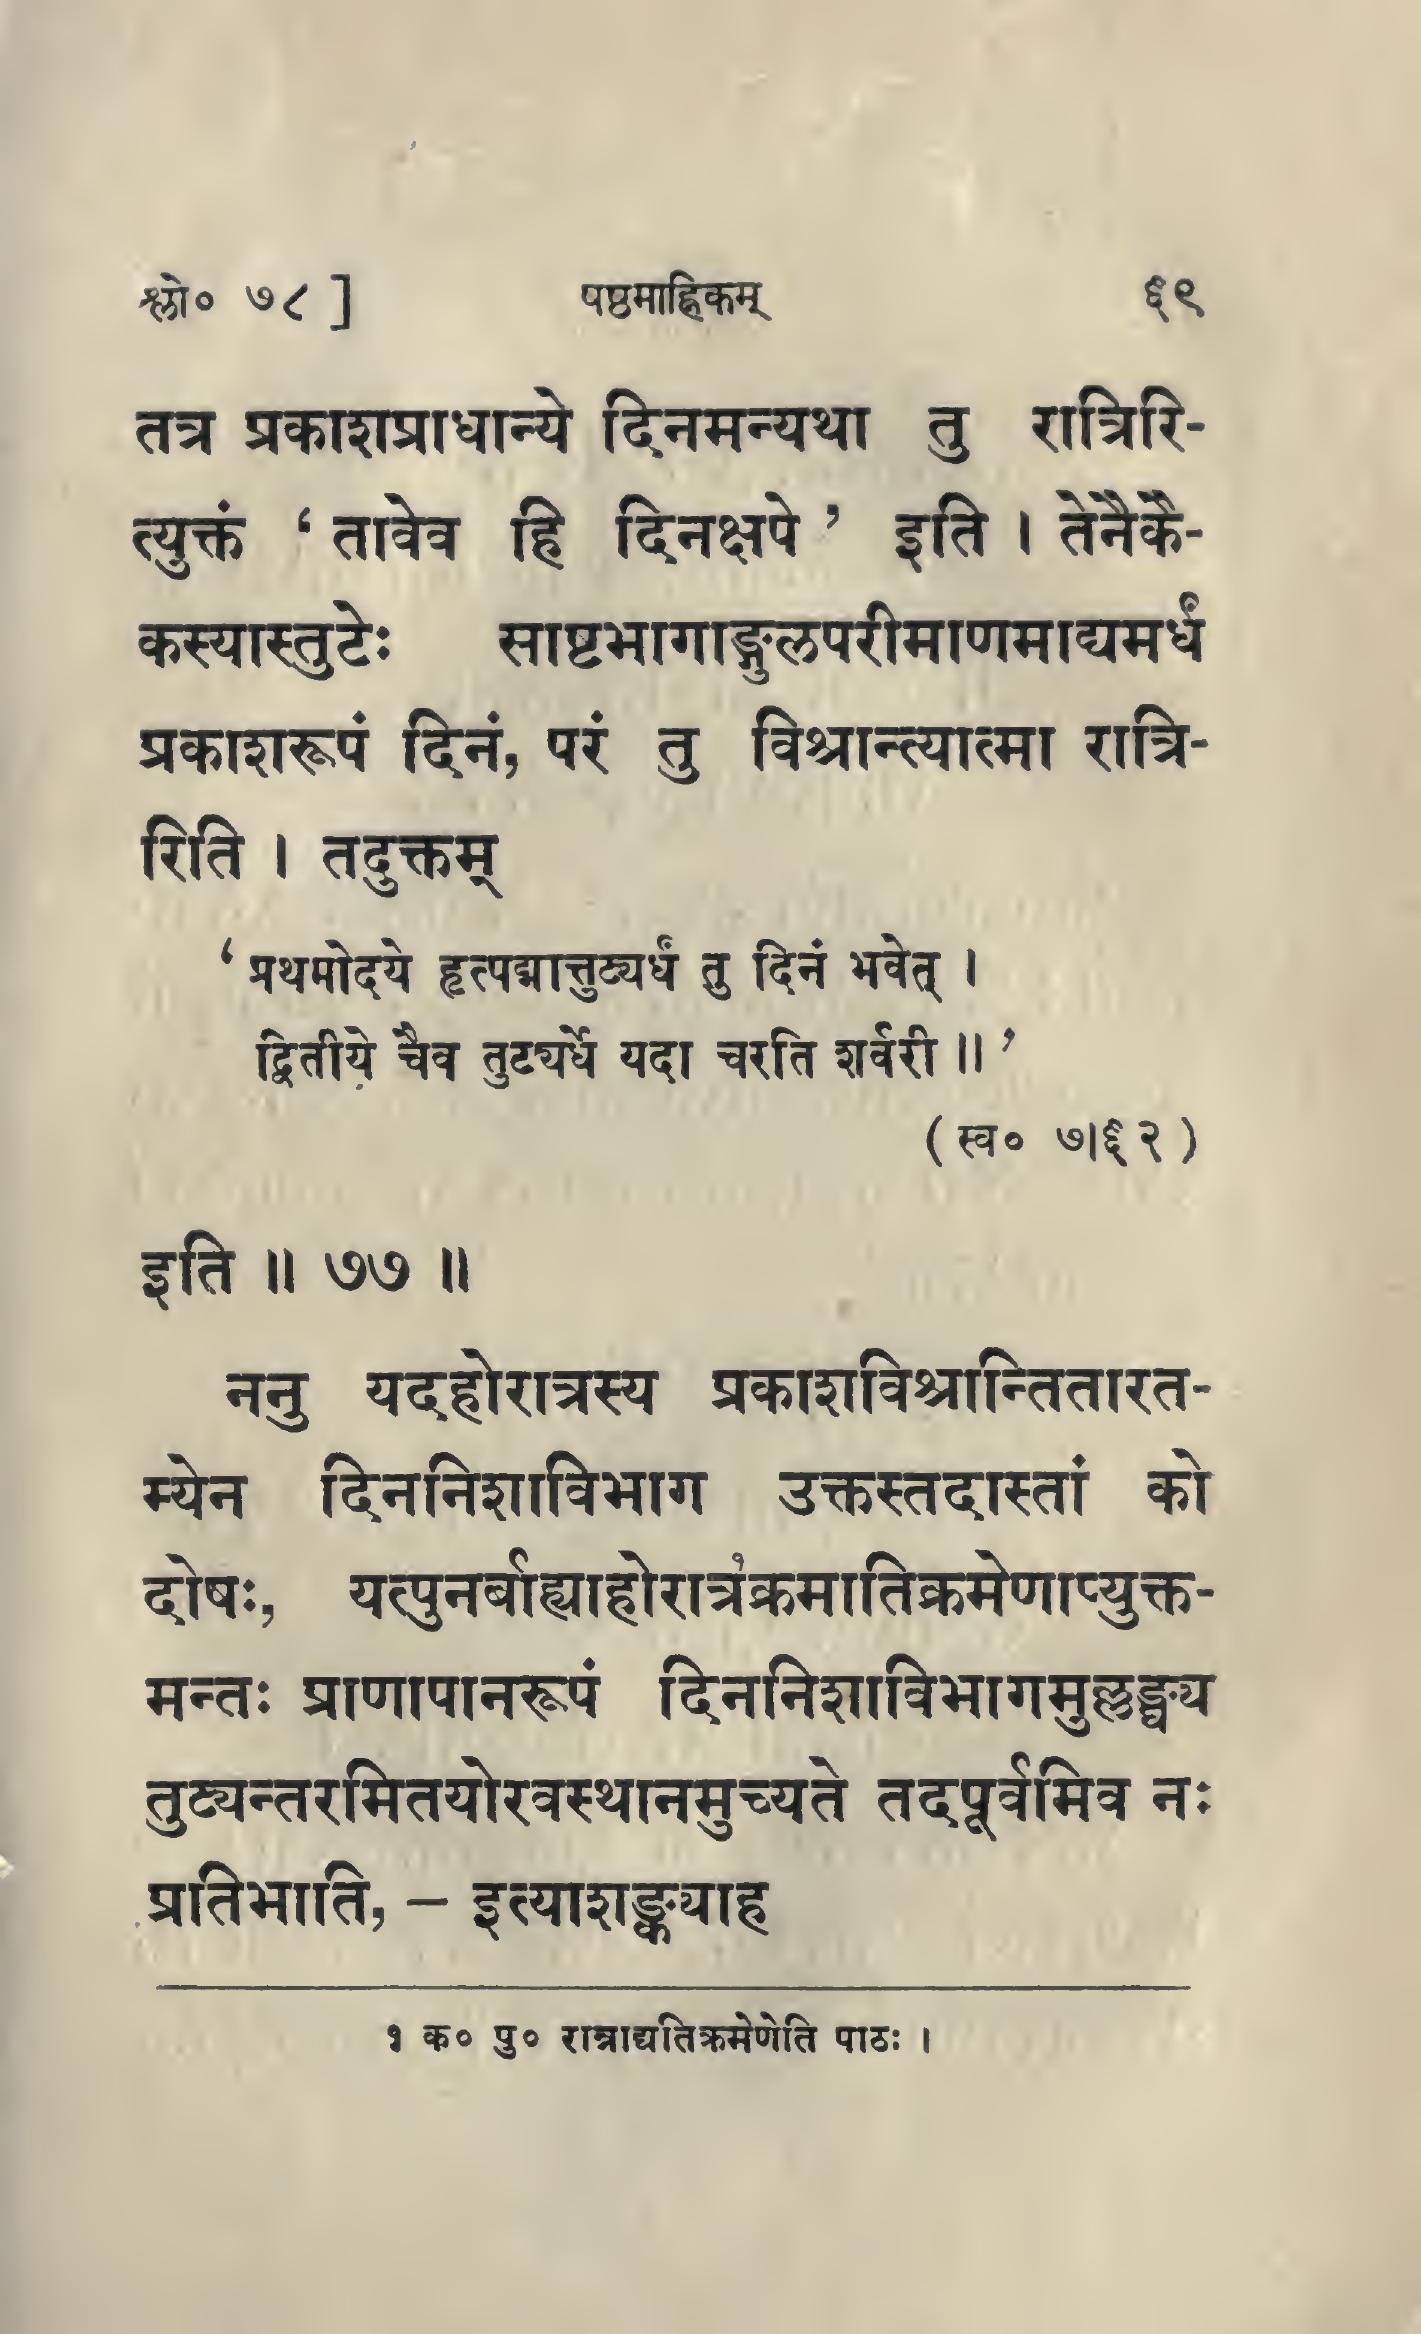 श्लो० ७८ ] षष्ठमाह्निकम् ६९
तत्र प्रकाशप्राधान्ये दिनमन्यथा तु रात्रिरि-
त्युक्तं ‘ तावेव हि दिनक्षपे ’ इति । तेनैकै-
कस्यास्तुटेः साष्टभागाङ्गुलपरीमाणमाद्यमर्धं
प्रकाशरूपं दिनं, परं तु विश्रान्त्यात्मा रात्रि-
रिति । तदुक्तम्
‘ प्रथमोदये हृत्पद्मात्तुट्यर्धं तु दिनं भवेत् ।
द्वितीये चैव तुट्यर्धे यदा चरति शर्वरी ॥ ’
( स्व० ७।६२ )
इति ॥ ७७ ॥
ननु यदहोरात्रस्य प्रकाशविश्रान्तितारत-
म्येन दिननिशाविभाग उक्तस्तदास्तां को
दोषः, यत्पुनर्बाह्याहोरात्र१क्रमातिक्रमेणाप्युक्त-
मन्तः प्राणापानरूपं दिननिशाविभागमुल्लङ्घ्य
तुट्यन्तरमितयोरवस्थानमुच्यते तदपूर्वमिव नः
प्रतिभाति, – इत्याशङ्क्याह
१ क० पु० रात्राद्यतिक्रमेणेति पाठः ।